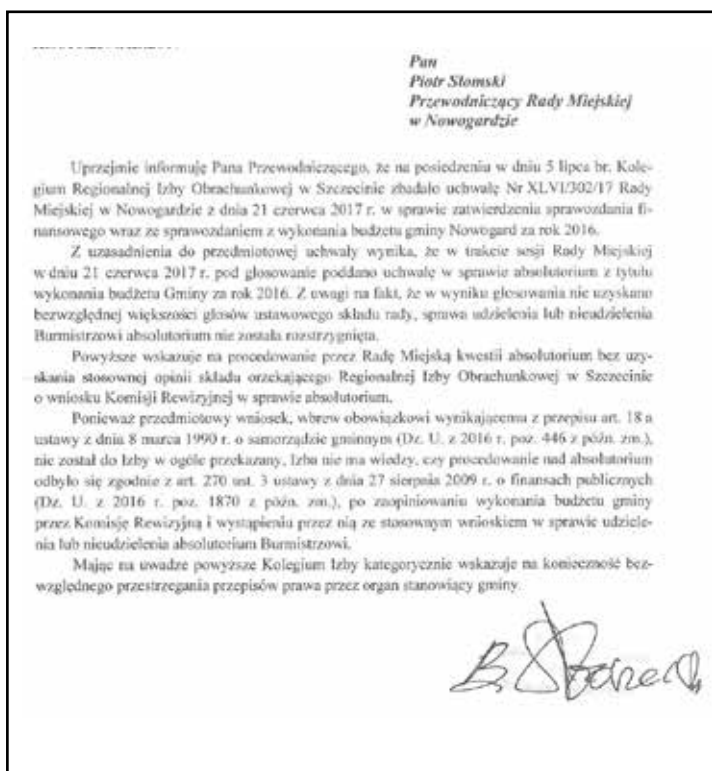 Pan
Piotr Słomski
Przewodniczący Rady Miejskiej
w Nowogardzie
Uprzejmie informuję Pana Przewodniczącego, że na posiedzeniu w dniu 5 lipca br. Kole-
gium Regionalnej Izby Obrachunkowej w Szczecinie zbadało uchwałę Nr XLVI/302/17 Rady
Miejskiej w Nowogardzie z dnia 21 czerwca 2017 r. w sprawie zatwierdzenia sprawozdania fi-
nansowego wraz ze sprawozdaniem z wykonania budżetu gminy Nowogard za rok 2016.
Z uzasadnienia do przedmiotowej uchwały wynika, że w trakcie sesji Rady Miejskiej
w dniu 21 czerwca 2017 r. pod głosowanie poddano uchwałę w sprawie absolutorium z tytułu
wykonania budżetu Gminy za rok 2016. Z uwagi na fakt, że w wyniku głosowania nie uzyskano
bezwzględnej większości głosów ustawowego składu rady, sprawa udzielenia lub nieudzielenia
Burmistrzowi absolutorium nie została rozstrzygnięta.
Powyższe wskazuje na procedowanie przez Radę Miejską kwestii absolutorium bez uzy-
skania stosownej opinii składu orzekającego Regionalnej Izby Obrachunkowej w Szczecinie
o wniosku Komisji Rewizyjnej w sprawie absolutorium.
Ponieważ przedmiotowy wniosek, wbrew obowiązkowi wynikającemu z przepisu art. 18 a
ustawy z dnia 8 marca 1990 r. o samorządzie gminnym (Dz. U. z 2016 r. poz. 446 z późn. zm.),
nie został do Izby w ogóle przekazany, Izba nie ma wiedzy, czy procedowanie nad absolutorium
odbyło się zgodnie z art. 270 ust. 3 ustawy z dnia 27 sierpnia 2009 r. o finansach publicznych
(Dz. U. z 2016 r. poz. 1870 z późn. zm.), po zaopiniowaniu wykonania budżetu gminy
przez Komisję Rewizyjną i wystąpieniu przez nią ze stosownym wnioskiem w sprawie udziele-
nia lub nieudzielenia absolutorium Burmistrzowi.
Mając na uwadze powyższe Kolegium Izby kategorycznie wskazuje na konieczność bez-
względnego przestrzegania przepisów prawa przez organ stanowiący gminy.